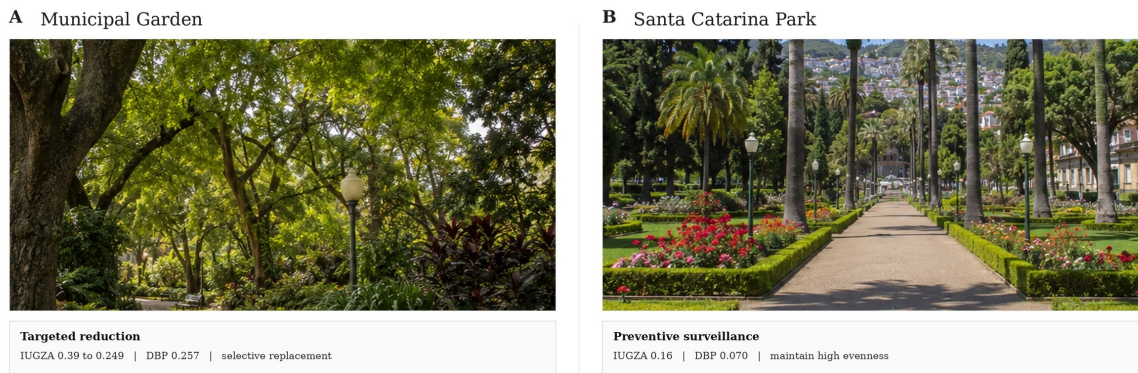 A Municipal Garden
B Santa Catarina Park
Targeted reduction
IUGZA 0.39 to 0.249 | DBP 0.257 | selective replacement
Preventive surveillance
IUGZA 0.16 | DBP 0.070 | maintain high evenness